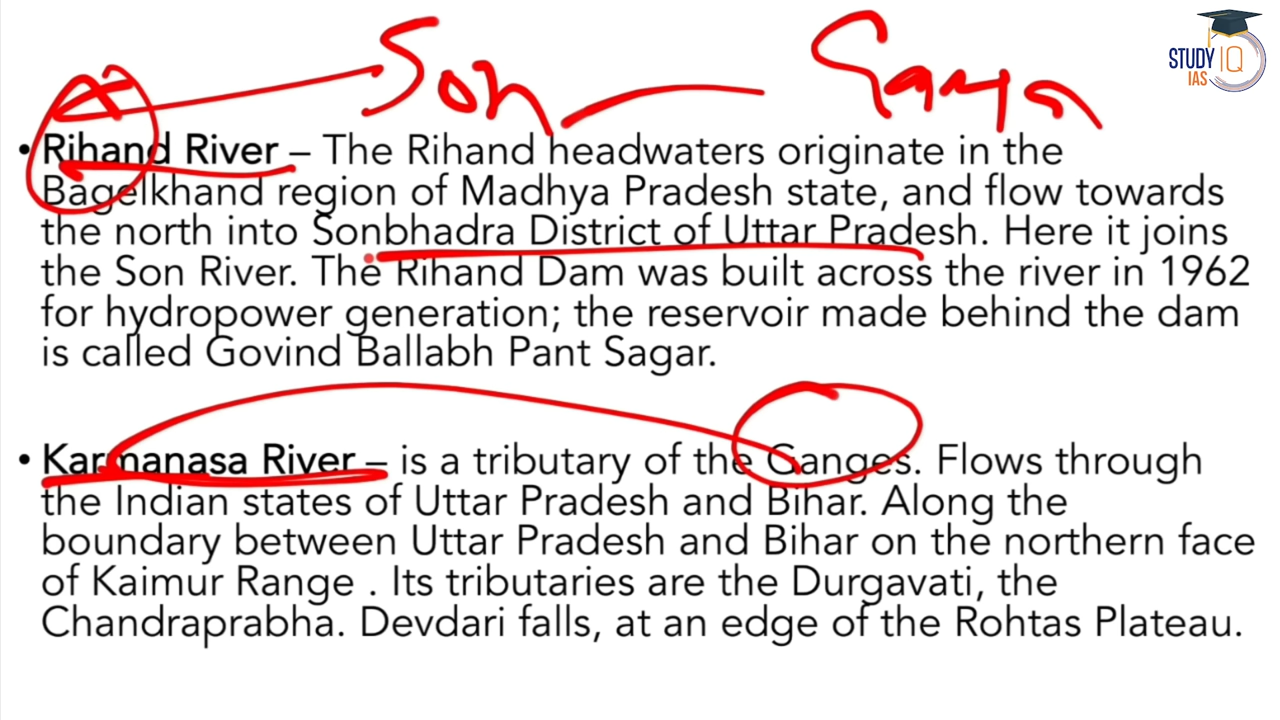 Son Ganga
STUDY IQ
IAS
• Rihand River – The Rihand headwaters originate in the
Bagelkhand region of Madhya Pradesh state, and flow towards
the north into Sonbhadra District of Uttar Pradesh. Here it joins
the Son River. The Rihand Dam was built across the river in 1962
for hydropower generation; the reservoir made behind the dam
is called Govind Ballabh Pant Sagar.
• Karmanasa River – is a tributary of the Ganges. Flows through
the Indian states of Uttar Pradesh and Bihar. Along the
boundary between Uttar Pradesh and Bihar on the northern face
of Kaimur Range . Its tributaries are the Durgavati, the
Chandraprabha. Devdari falls, at an edge of the Rohtas Plateau.